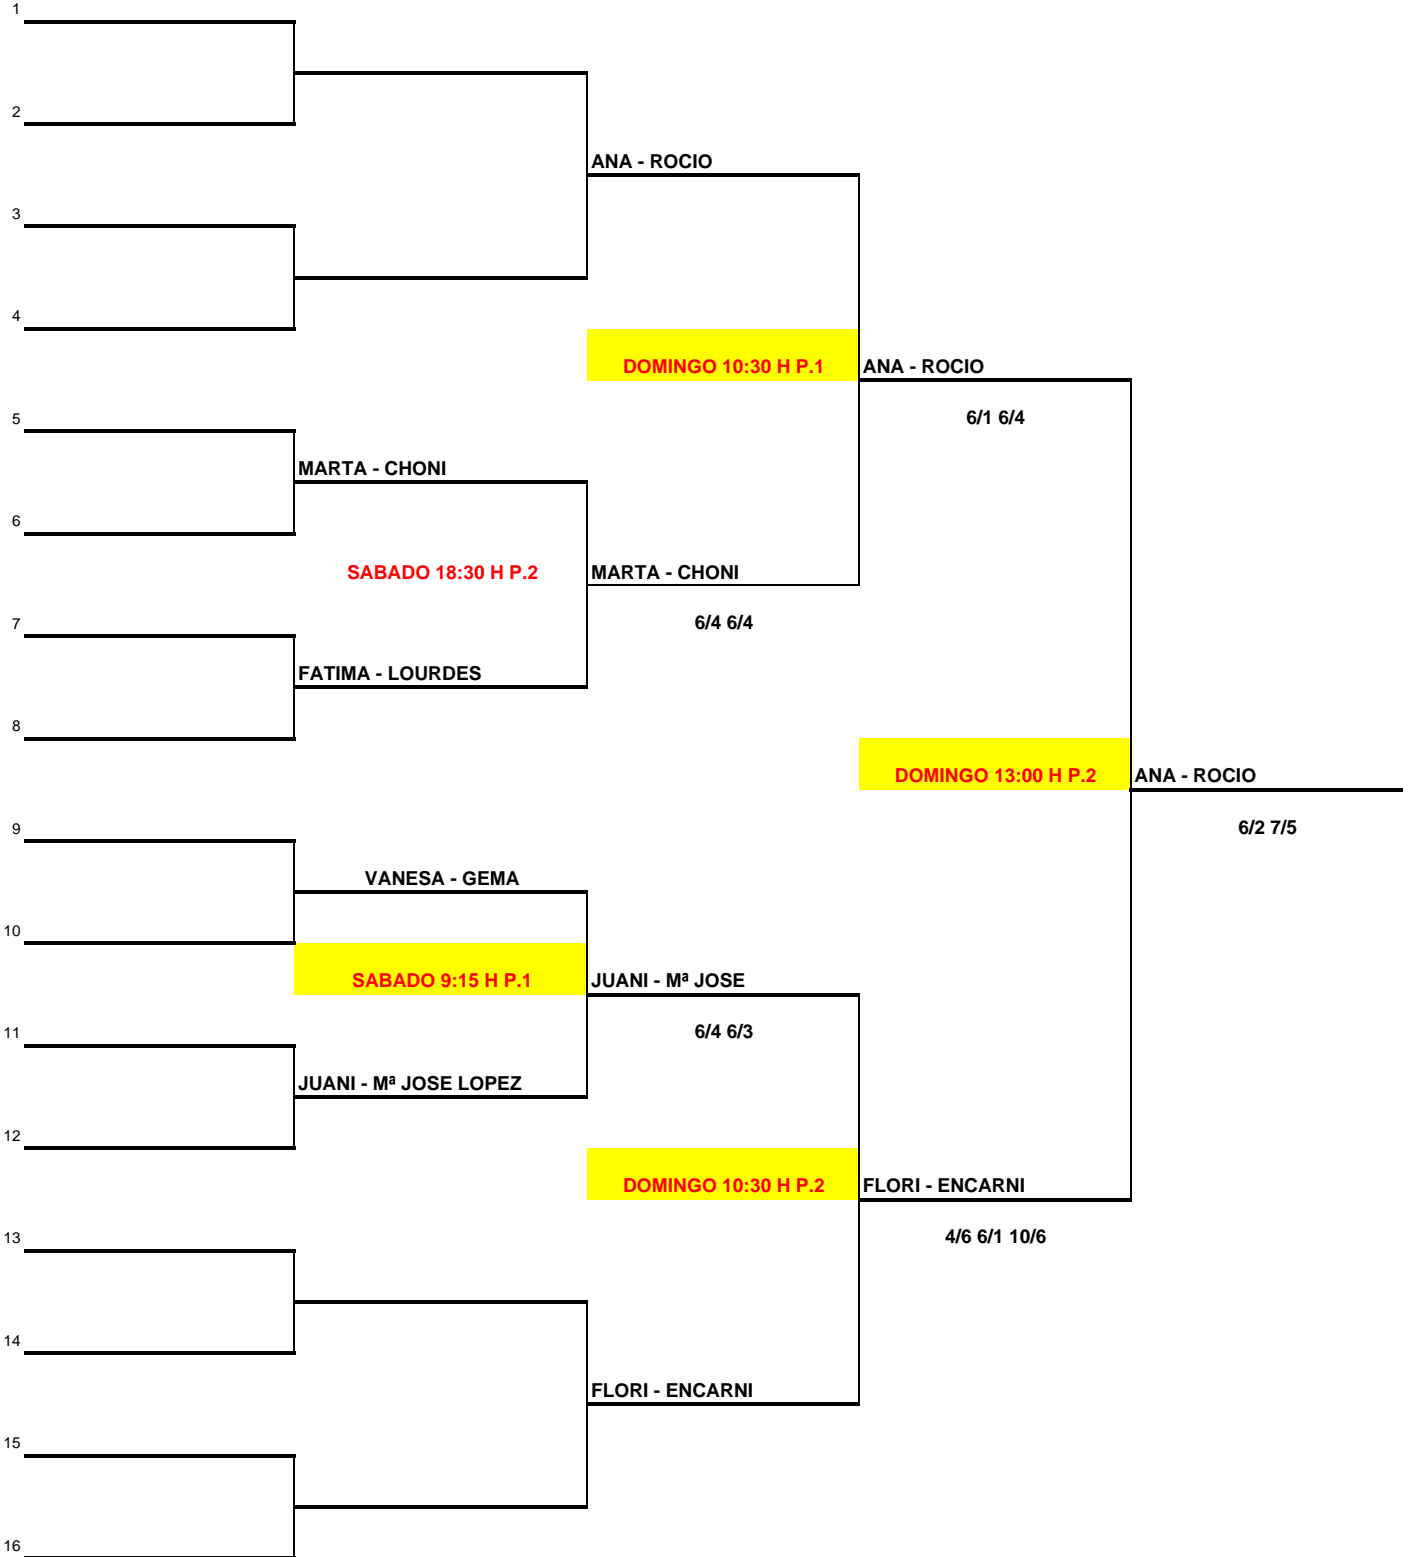 1
2
ANA - ROCIO
3
4
DOMINGO 10:30 H P.1
ANA - ROCIO
5
6/1 6/4
MARTA - CHONI
6
SABADO 18:30 H P.2
MARTA - CHONI
7
6/4 6/4
FATIMA - LOURDES
8
DOMINGO 13:00 H P.2
ANA - ROCIO
9
6/2 7/5
VANESA - GEMA
10
SABADO 9:15 H P.1
JUANI - Mª JOSE
11
6/4 6/3
JUANI - Mª JOSE LOPEZ
12
DOMINGO 10:30 H P.2
FLORI - ENCARNI
13
4/6 6/1 10/6
14
FLORI - ENCARNI
15
16